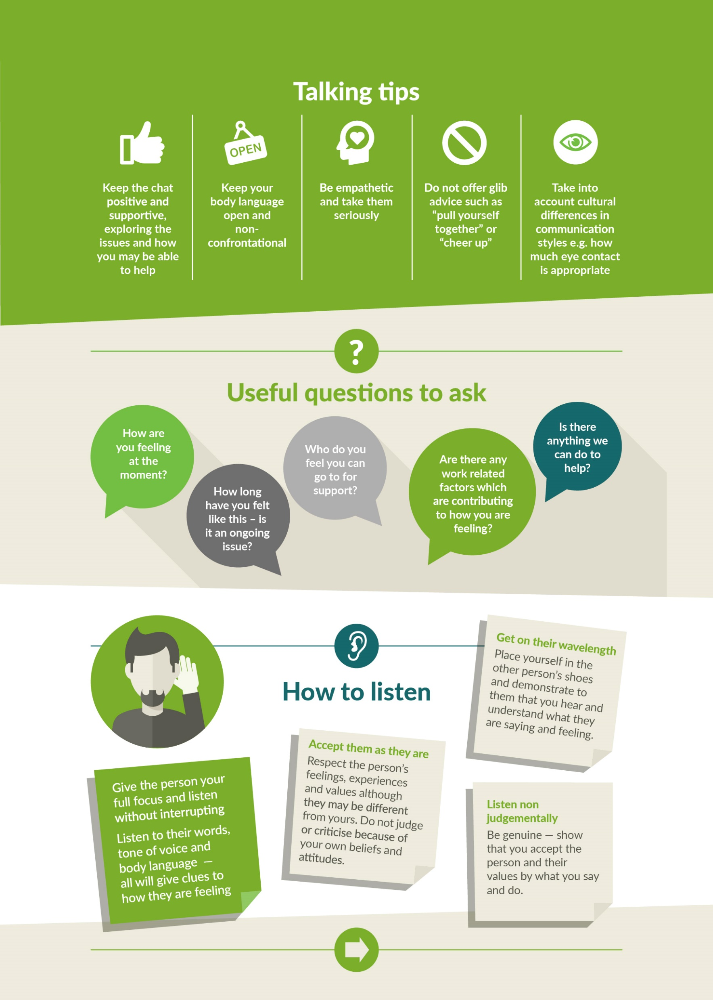 Talking tips
OPEN
Keep the chat
positive and
supportive,
exploring the
issues and how
you may be able
to help
Keep your
body language
open and
non-
confrontational
Be empathetic
and take them
seriously
Do not offer glib
advice such as
“pull yourself
together” or
“cheer up”
Take into
account cultural
differences in
communication
styles e.g. how
much eye contact
is appropriate
?
Useful questions to ask
How are
you feeling
at the
moment?
How long
have you felt
like this – is
it an ongoing
issue?
Who do you
feel you can
go to for
support?
Are there any
work related
factors which
are contributing
to how you are
feeling?
Is there
anything we
can do to
help?
How to listen
Give the person your
full focus and listen
without interrupting
Listen to their words,
tone of voice and
body language —
all will give clues to
how they are feeling
Accept them as they are
Respect the person’s
feelings, experiences
and values although
they may be different
from yours. Do not judge
or criticise because of
your own beliefs and
attitudes.
Get on their wavelength
Place yourself in the
other person’s shoes
and demonstrate to
them that you hear and
understand what they
are saying and feeling.
Listen non
judgementally
Be genuine — show
that you accept the
person and their
values by what you say
and do.